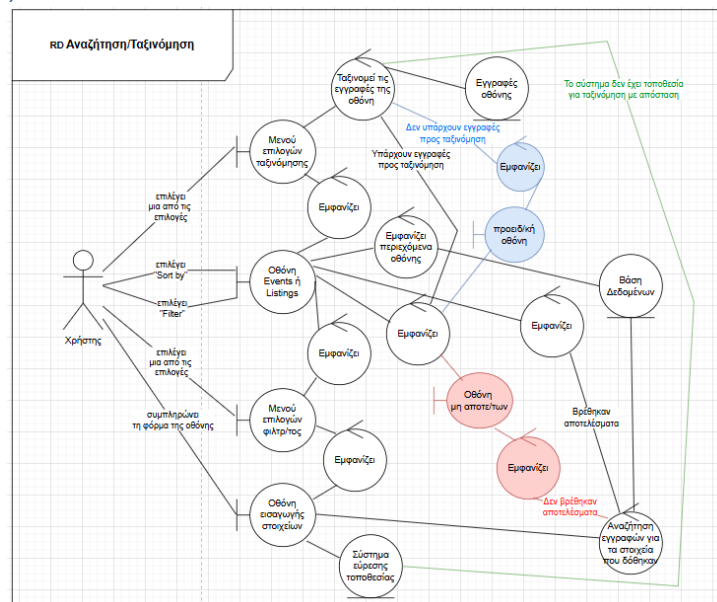 RD Αναζήτηση/Ταξινόμηση
Ταξινομεί τις
εγγραφές της
οθόνη
Εγγραφές
οθόνης
Το σύστημα δεν έχει τοποθεσία
για ταξινόμηση με απόσταση
Δεν υπάρχουν εγγραφές
προς ταξινόμηση
Μενού
επιλογών
ταξινόμησης
Υπάρχουν εγγραφές
προς ταξινόμηση
Εμφανίζει
επιλέγει
μια από τις
επιλογές
Εμφανίζει
προειδ/κή
οθόνη
Εμφανίζει
περιεχόμενα
οθόνης
επιλέγει
"Sort by"
Οθόνη
Events ή
Listings
Βάση
Δεδομένων
επιλέγει
"Filter"
Χρήστης
Εμφανίζει
Εμφανίζει
Εμφανίζει
επιλέγει
μια από τις
επιλογές
Οθόνη
μη αποτε/των
συμπληρώνει
τη φόρμα της οθόνης
Μενού
επιλογών
φιλτρ/τος
Βρέθηκαν
αποτελέσματα
Εμφανίζει
Εμφανίζει
Δεν βρέθηκαν
αποτελέσματα
Οθόνη
εισαγωγής
στοιχείων
Αναζήτηση
εγγραφών για
τα στοιχεία
που δόθηκαν
Σύστημα
εύρεσης
τοποθεσίας